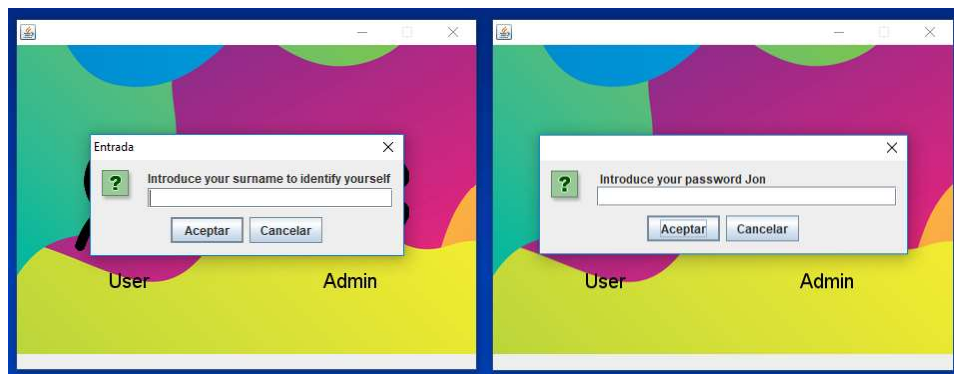 Entrada
Introduce your surname to identify yourself
Aceptar Cancelar
User Admin
Introduce your password Jon
Aceptar Cancelar
User Admin